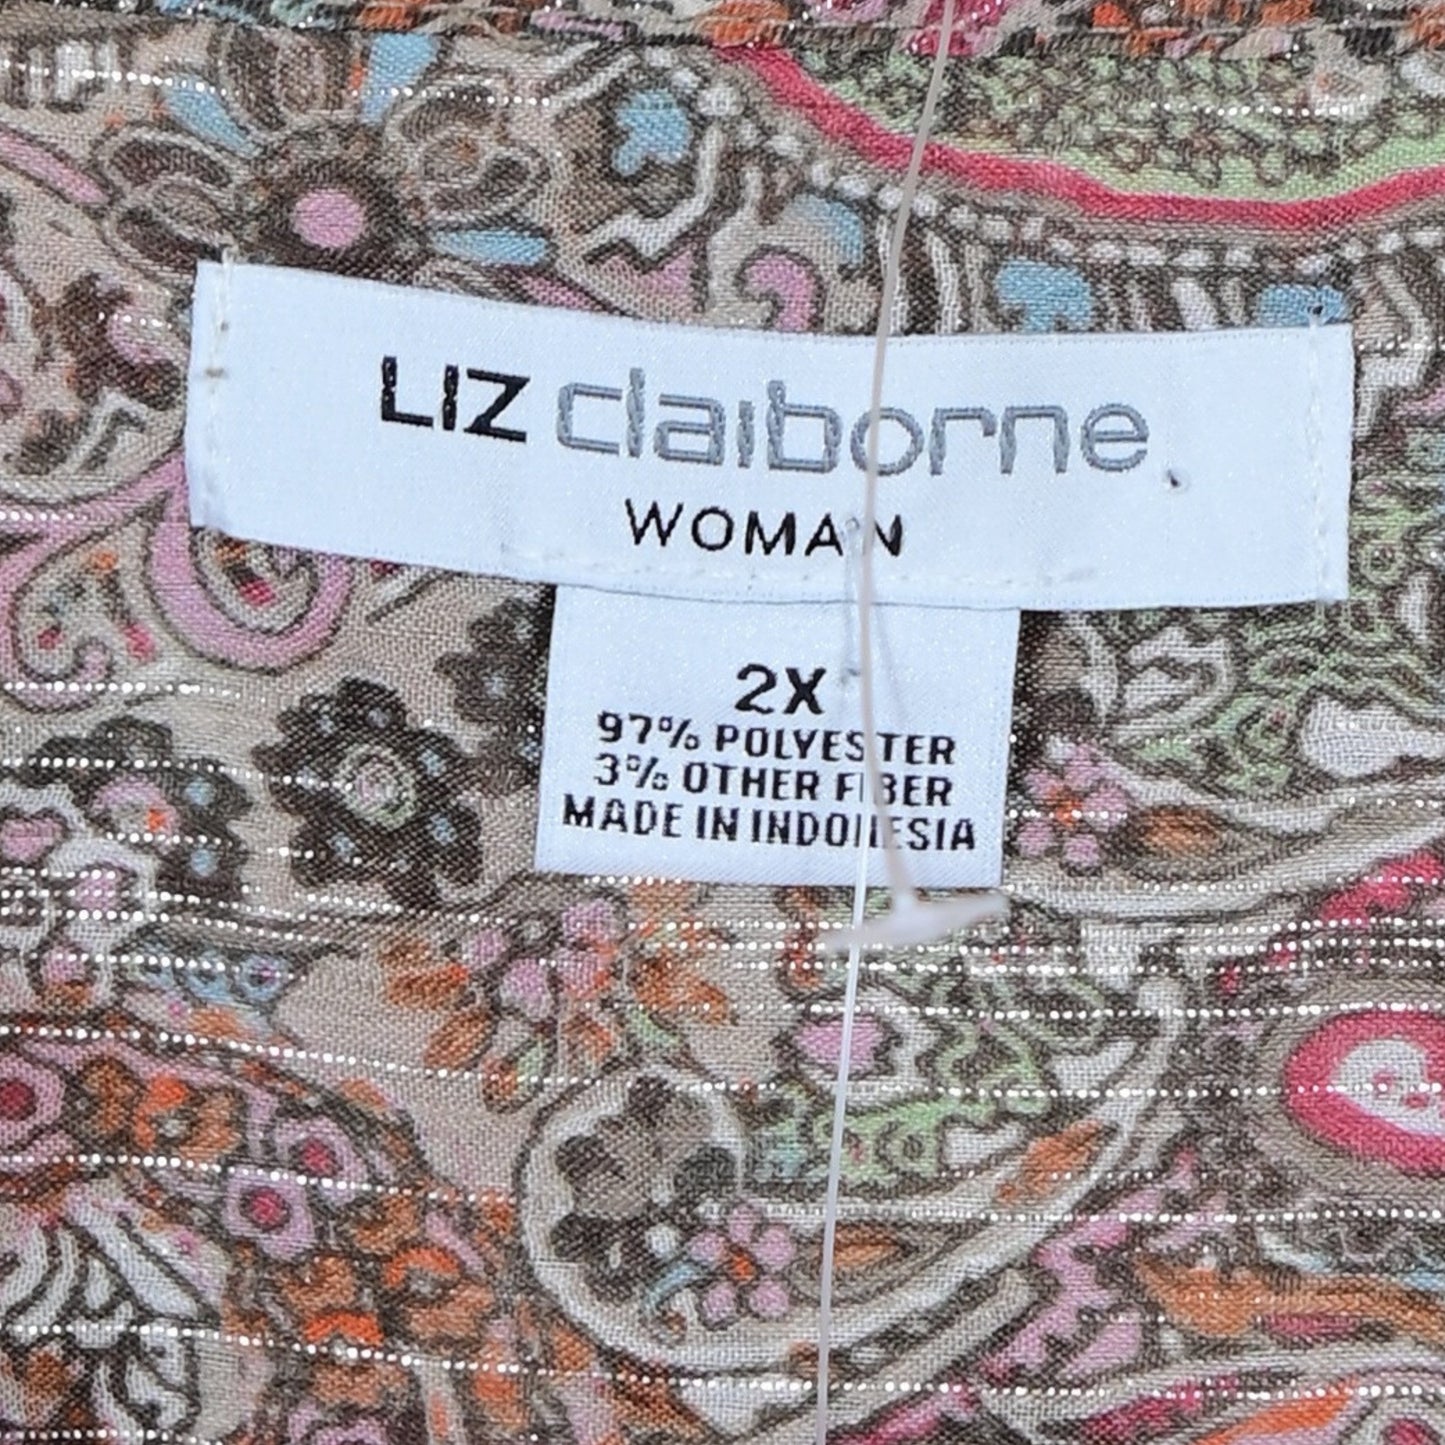 LIZ claiborne
WOMAN
2X
97% POLYESTER
3% OTHER FIBER
MADE IN INDONESIA